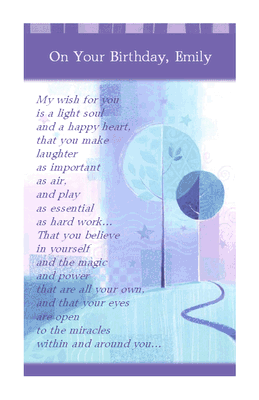 On Your Birthday, Emily
My wish for you
is a light soul
and a happy heart,
that you make
laughter
as important
as air,
and play
as essential
as hard work...
That you believe
in yourself
and the magic
and power
that are all your own,
and that your eyes
are open
to the miracles
within and around you...